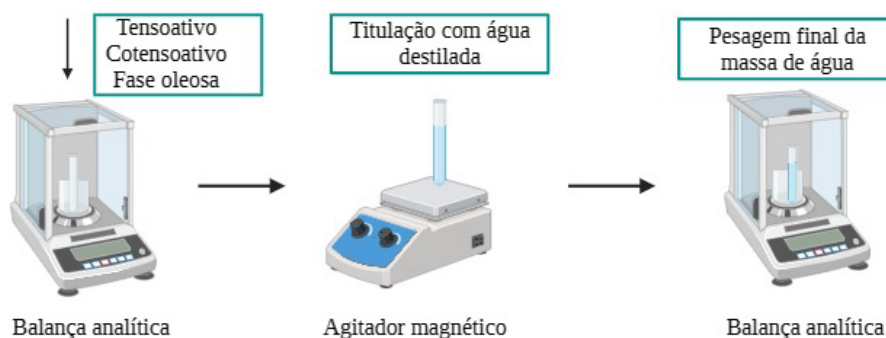 Tensoativo
Cotensoativo
Fase oleosa
Titulação com água
destilada
Pesagem final da
massa de água
Balança analítica
Agitador magnético
Balança analítica